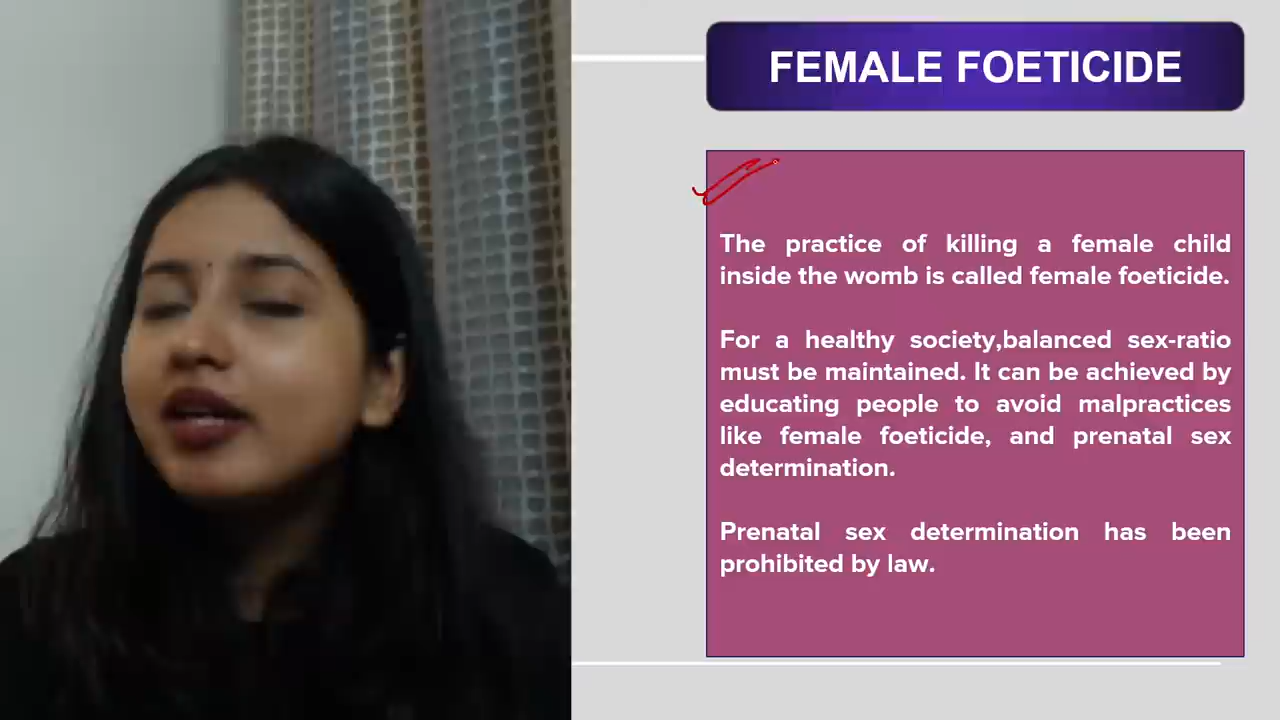 FEMALE FOETICIDE
The practice of killing a female child
inside the womb is called female foeticide.
For a healthy society,balanced sex-ratio
must be maintained. It can be achieved by
educating people to avoid malpractices
like female foeticide, and prenatal sex
determination.
Prenatal sex determination has been
prohibited by law.